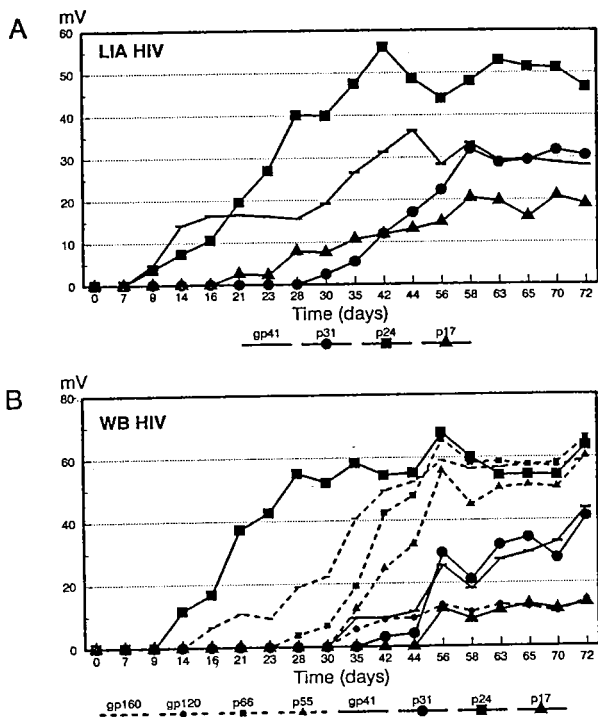 A
mV
LIA HIV
60
50
40
30
20
10
0
0 7 9 14 16 21 23 28 30 35 42 44 56 58 63 65 70 72
Time (days)
gp41 p31 p24 p17
B
mV
WB HIV
80
60
40
20
0
0 7 9 14 16 21 23 28 30 35 42 44 56 58 63 65 70 72
Time (days)
gp160 gp120 p66 p55 gp41 p31 p24 p17